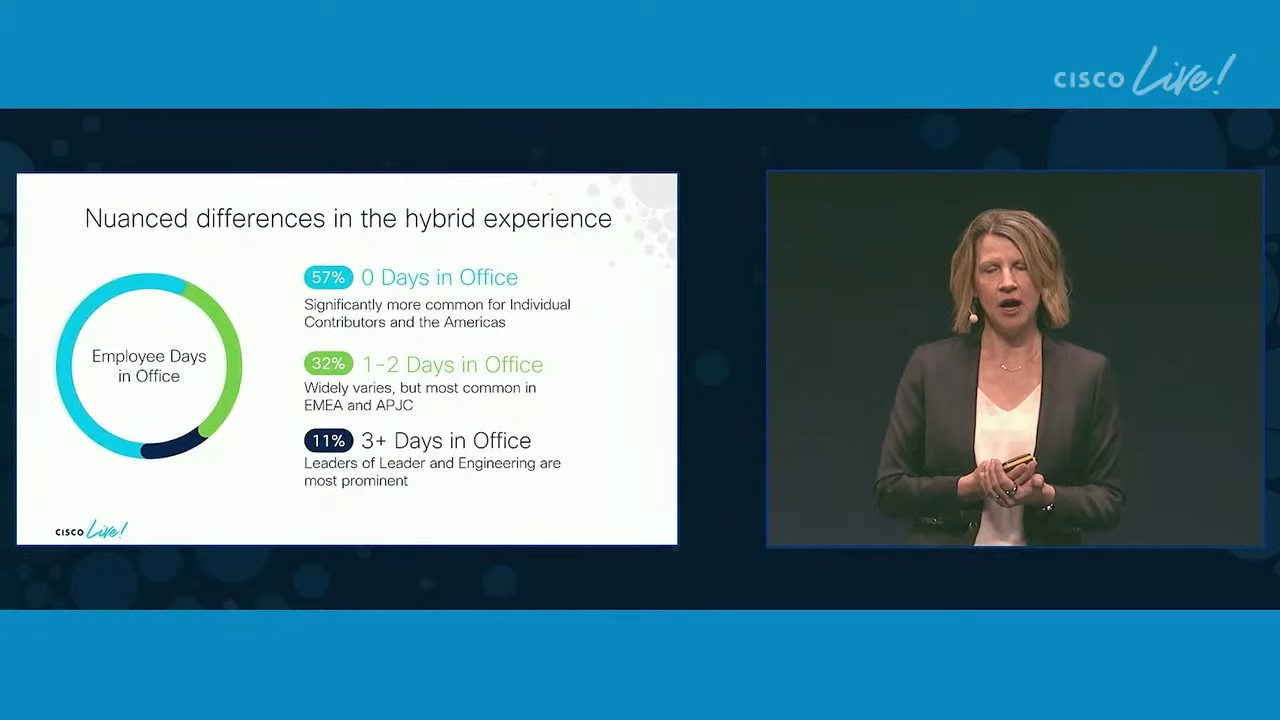 CISCO Live!
Nuanced differences in the hybrid experience
Employee Days
in Office
57% 0 Days in Office
Significantly more common for Individual
Contributors and the Americas
32% 1-2 Days in Office
Widely varies, but most common in
EMEA and APJC
11% 3+ Days in Office
Leaders of Leader and Engineering are
most prominent
CISCO Live!